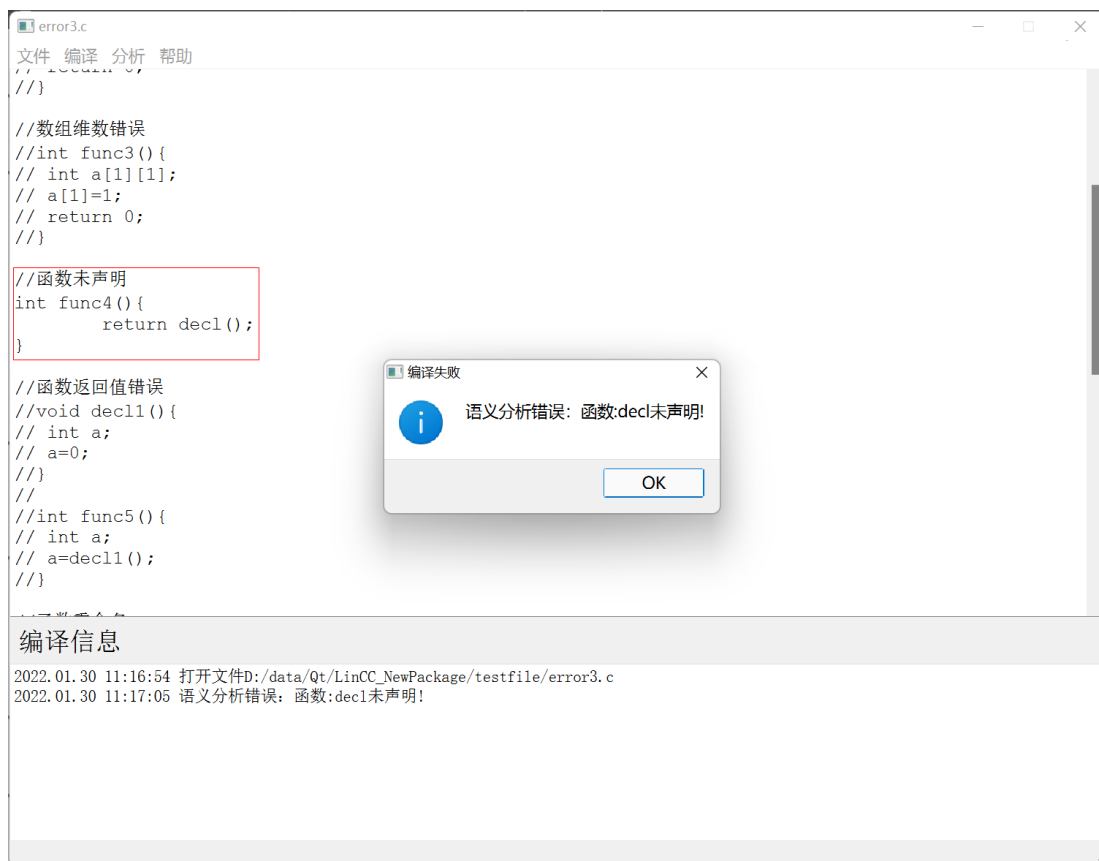 error3.c
文件 编译 分析 帮助
// return 0;
//}
//数组维数错误
//int func3(){
// int a[1][1];
// a[1]=1;
// return 0;
//}
//函数未声明
int func4(){
return decl();
}
//函数返回值错误
//void decl1(){
// int a;
// a=0;
//}
//
//int func5(){
// int a;
// a=decl1();
//}
编译失败
语义分析错误：函数:decl未声明!
OK
编译信息
2022.01.30 11:16:54 打开文件D:/data/Qt/LinCC_NewPackage/testfile/error3.c
2022.01.30 11:17:05 语义分析错误：函数:decl未声明!